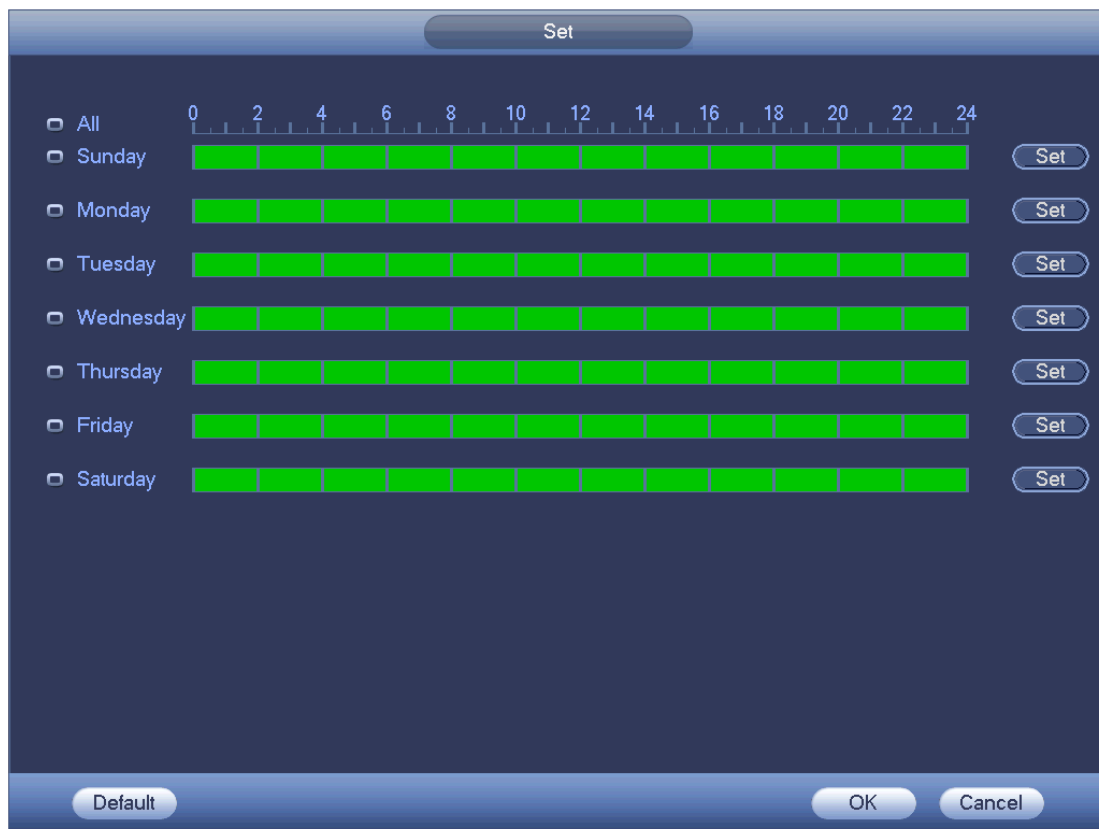 Set
All 0 2 4 6 8 10 12 14 16 18 20 22 24
Sunday Set
Monday Set
Tuesday Set
Wednesday Set
Thursday Set
Friday Set
Saturday Set
Default OK Cancel